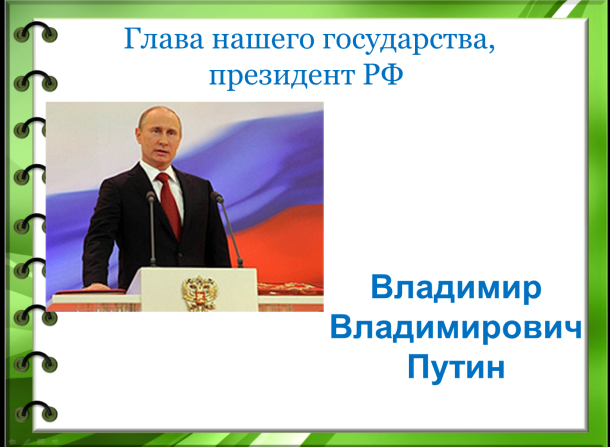 Глава нашего государства,
президент РФ
Владимир
Владимирович
Путин